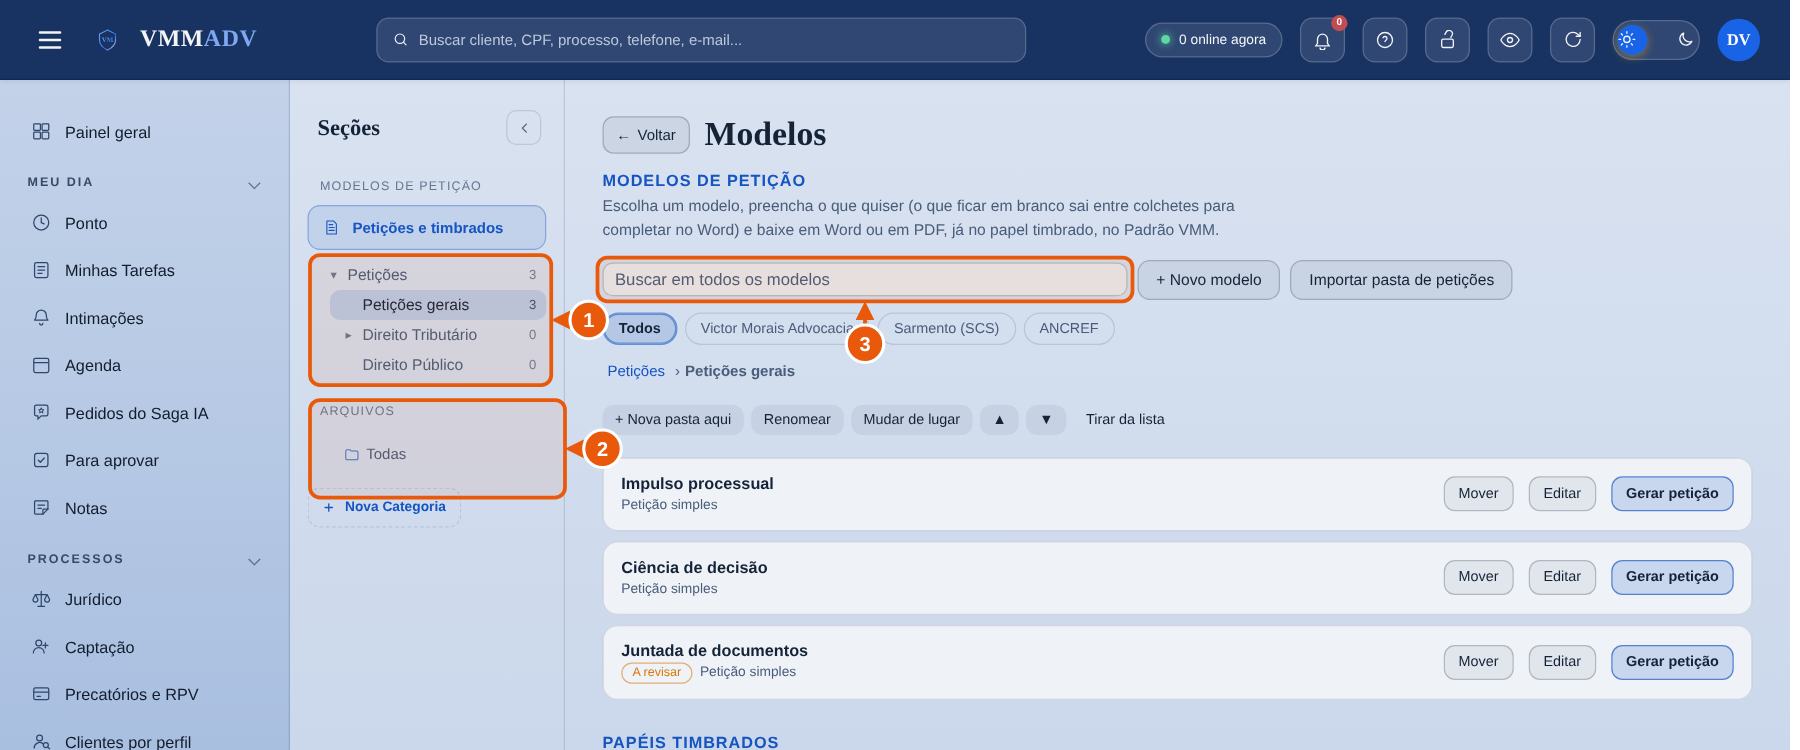 VMMADV
Buscar cliente, CPF, processo, telefone, e-mail...
0 online agora
0
DV
Painel geral
MEU DIA
Ponto
Minhas Tarefas
Intimações
Agenda
Pedidos do Saga IA
Para aprovar
Notas
PROCESSOS
Jurídico
Captação
Precatórios e RPV
Clientes por perfil
Seções
MODELOS DE PETIÇÃO
Petições e timbrados
▾ Petições 3
Petições gerais 3
▸ Direito Tributário 0
Direito Público 0
1
ARQUIVOS
Todas
2
+ Nova Categoria
← Voltar
Modelos
MODELOS DE PETIÇÃO
Escolha um modelo, preencha o que quiser (o que ficar em branco sai entre colchetes para
completar no Word) e baixe em Word ou em PDF, já no papel timbrado, no Padrão VMM.
Buscar em todos os modelos
+ Novo modelo
Importar pasta de petições
Todos
Victor Morais Advocacia
Sarmento (SCS)
ANCREF
3
Petições › Petições gerais
+ Nova pasta aqui
Renomear
Mudar de lugar
▲
▼
Tirar da lista
Impulso processual
Petição simples
Mover
Editar
Gerar petição
Ciência de decisão
Petição simples
Mover
Editar
Gerar petição
Juntada de documentos
A revisar Petição simples
Mover
Editar
Gerar petição
PAPÉIS TIMBRADOS